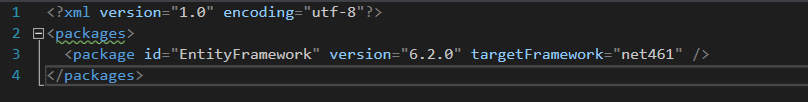 1 <?xml version="1.0" encoding="utf-8"?>
2 <packages>
3 <package id="EntityFramework" version="6.2.0" targetFramework="net461" />
4 </packages>